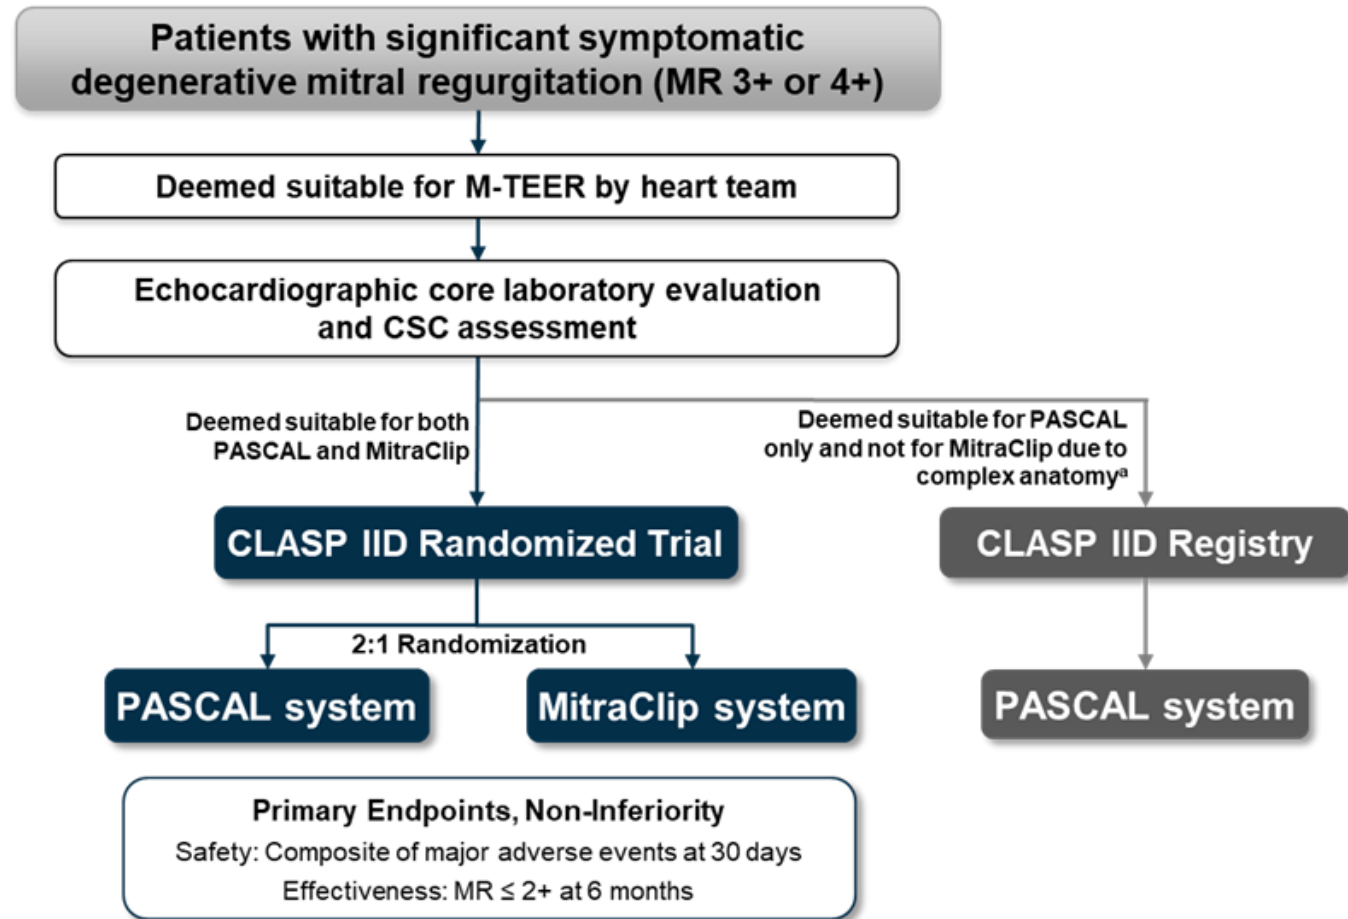 Patients with significant symptomatic
degenerative mitral regurgitation (MR 3+ or 4+)
Deemed suitable for M-TEER by heart team
Echocardiographic core laboratory evaluation
and CSC assessment
Deemed suitable for both
PASCAL and MitraClip
Deemed suitable for PASCAL
only and not for MitraClip due to
complex anatomyᵃ
CLASP IID Randomized Trial
CLASP IID Registry
2:1 Randomization
PASCAL system
MitraClip system
PASCAL system
Primary Endpoints, Non-Inferiority
Safety: Composite of major adverse events at 30 days
Effectiveness: MR ≤ 2+ at 6 months